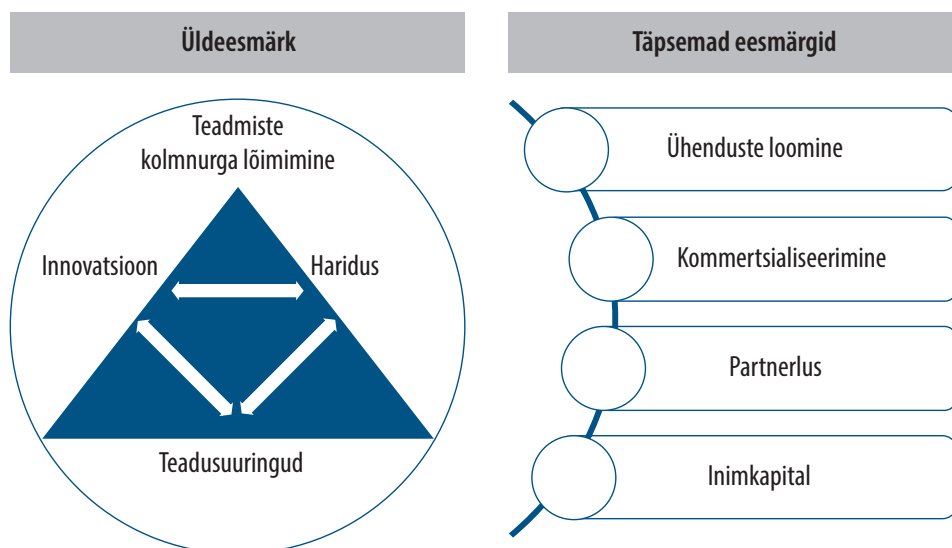 Üldeesmärk
Teadmiste
kolmnurga lõimimine
Innovatsioon
Haridus
Teadusuuringud
Täpsemad eesmärgid
Ühenduste loomine
Kommertsialiseerimine
Partnerlus
Inimkapital